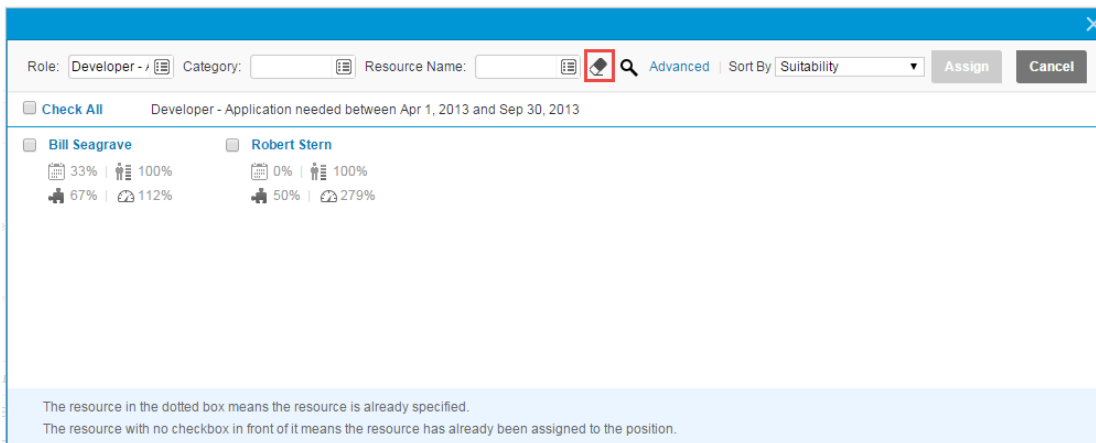 Role: Developer - A Category: Resource Name: Advanced | Sort By Suitability Assign Cancel
Check All Developer - Application needed between Apr 1, 2013 and Sep 30, 2013
Bill Seagrave Robert Stern
33% | 100% 0% | 100%
67% | 112% 50% | 279%
The resource in the dotted box means the resource is already specified.
The resource with no checkbox in front of it means the resource has already been assigned to the position.